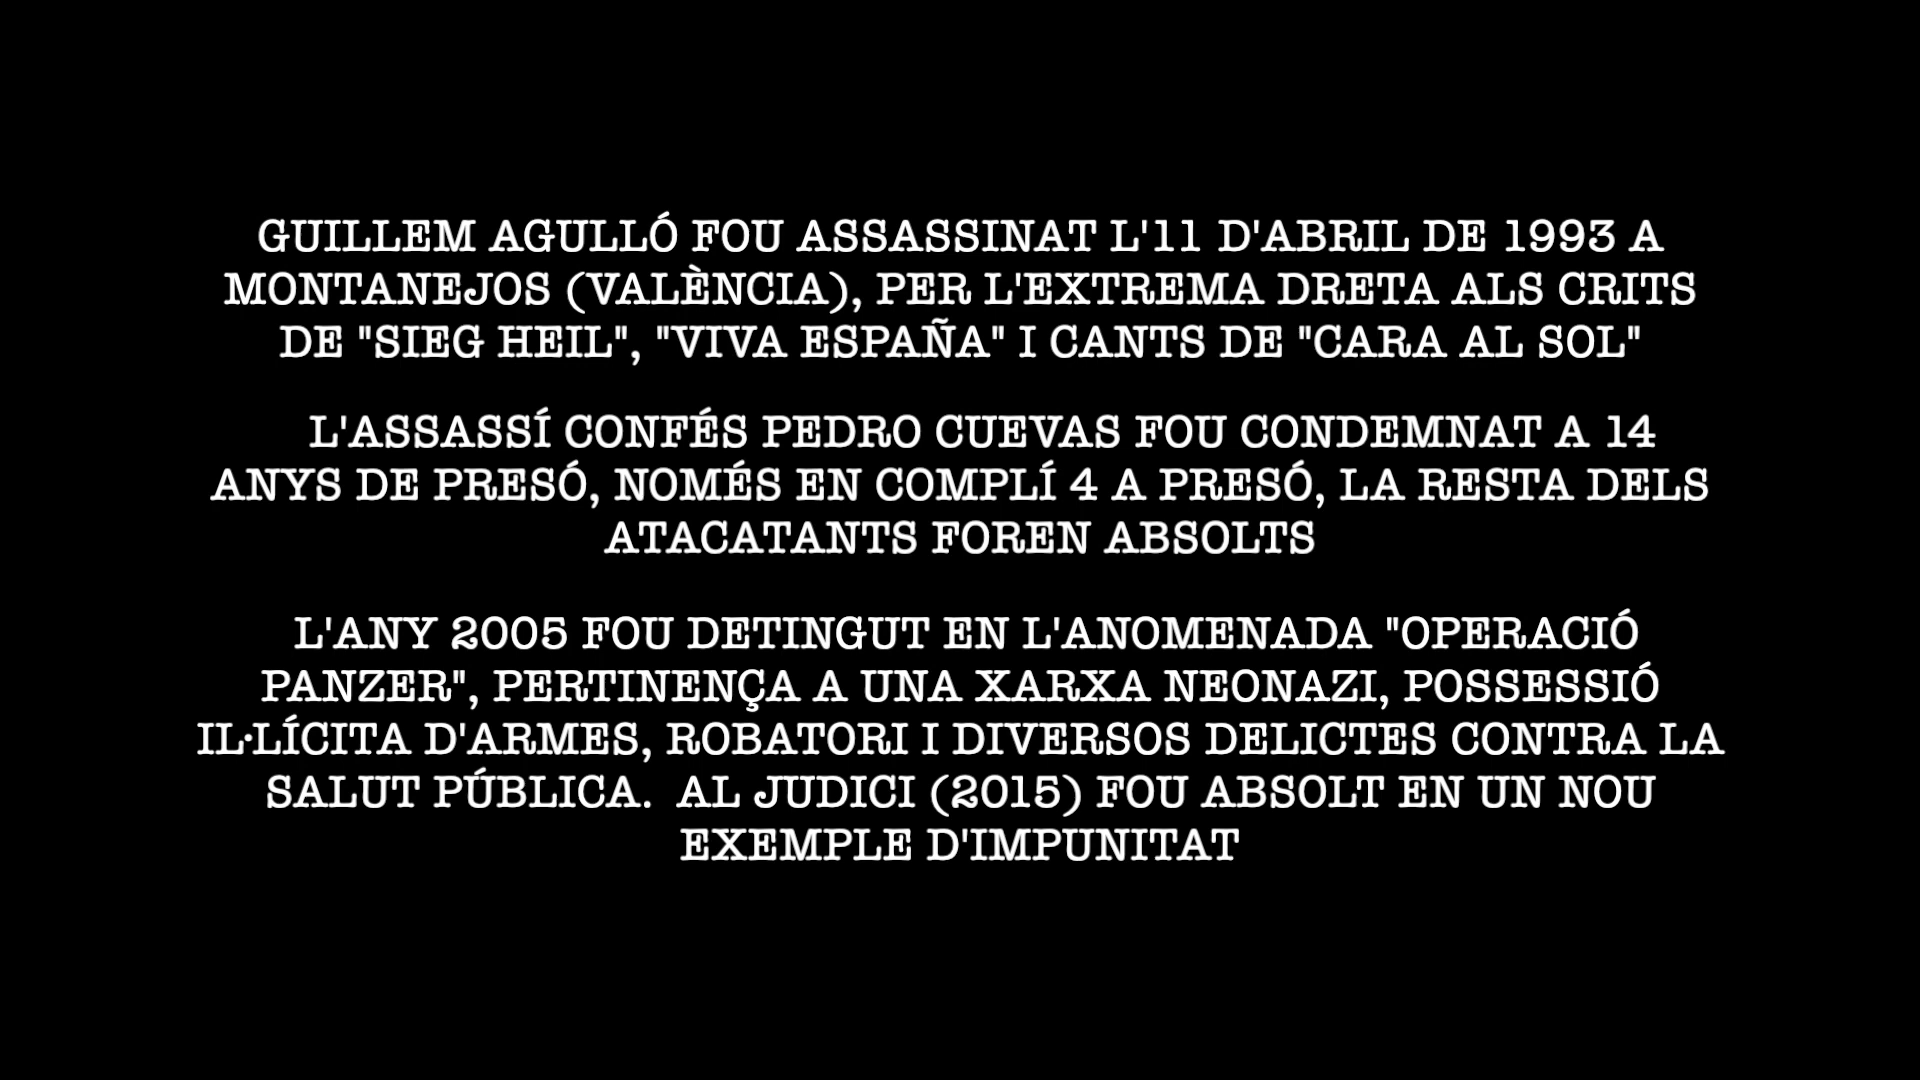 GUILLEM AGULLÓ FOU ASSASSINAT L'11 D'ABRIL DE 1993 A
MONTANEJOS (VALÈNCIA), PER L'EXTREMA DRETA ALS CRITS
DE "SIEG HEIL", "VIVA ESPAÑA" I CANTS DE "CARA AL SOL"
L'ASSASSÍ CONFÉS PEDRO CUEVAS FOU CONDEMNAT A 14
ANYS DE PRESÓ, NOMÉS EN COMPLÍ 4 A PRESÓ, LA RESTA DELS
ATACATANTS FOREN ABSOLTS
L'ANY 2005 FOU DETINGUT EN L'ANOMENADA "OPERACIÓ
PANZER", PERTINENÇA A UNA XARXA NEONAZI, POSSESSIÓ
IL·LÍCITA D'ARMES, ROBATORI I DIVERSOS DELICTES CONTRA LA
SALUT PÚBLICA.  AL JUDICI (2015) FOU ABSOLT EN UN NOU
EXEMPLE D'IMPUNITAT